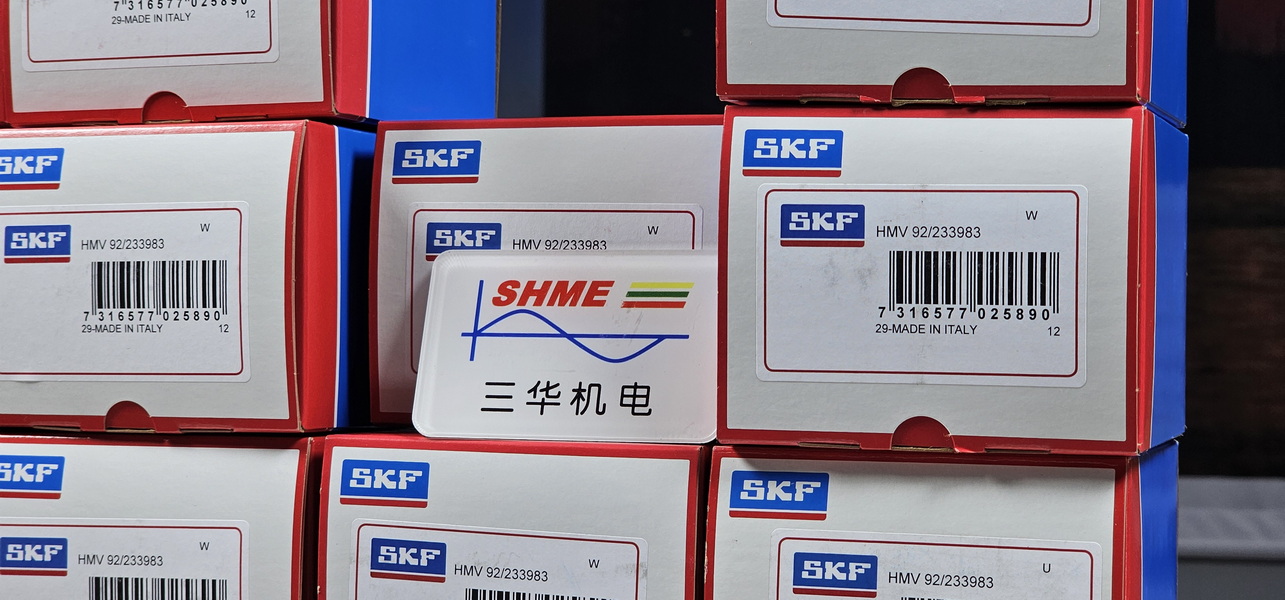 7 316577 025890
29-MADE IN ITALY 12
SKF
SKF HMV 92/233983 W
7 316577 025890
29-MADE IN ITALY 12
SKF
SKF HMV 92/233983 W
SHME
三华机电
SKF
SKF HMV 92/233983 W
7 316577 025890
29-MADE IN ITALY 12
SKF
SKF HMV 92/233983 W
SKF
SKF HMV 92/233983 W
SKF
SKF HMV 92/233983 U